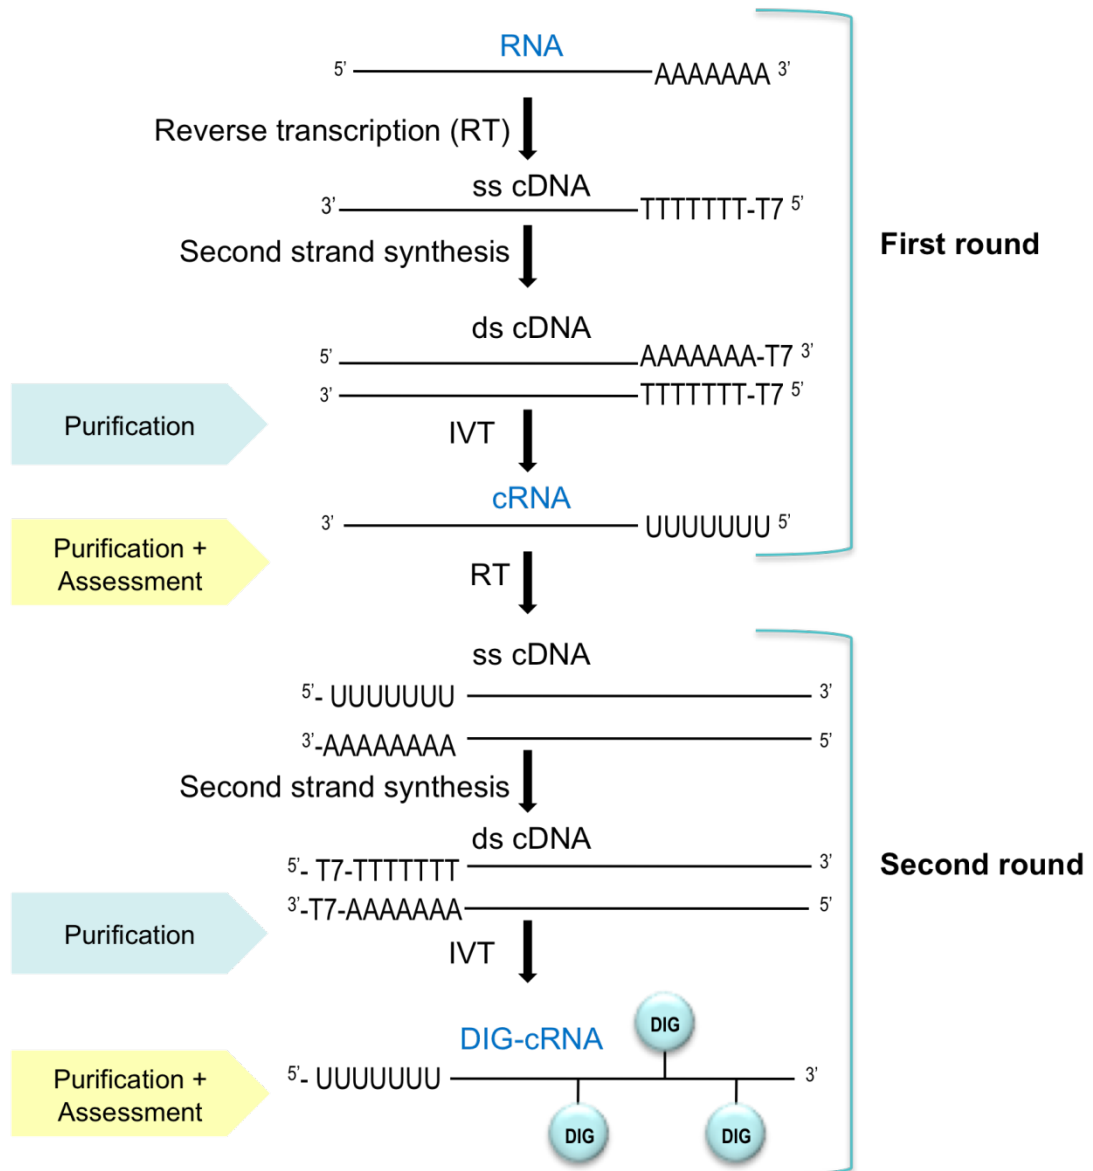 RNA
5’ AAAAAAA 3’
Reverse transcription (RT)
ss cDNA
3’ TTTTTTT-T7 5’
Second strand synthesis
First round
ds cDNA
5’ AAAAAAA-T7 3’
3’ TTTTTTT-T7 5’
Purification
IVT
cRNA
3’ UUUUUUU 5’
Purification +
Assessment
RT
ss cDNA
5’- UUUUUUU 3’
3’-AAAAAAAA 5’
Second strand synthesis
ds cDNA
5’- T7-TTTTTTT 3’
Second round
3’-T7-AAAAAAA 5’
Purification
IVT
DIG
DIG-cRNA
5’- UUUUUUU 3’
Purification +
Assessment
DIG DIG